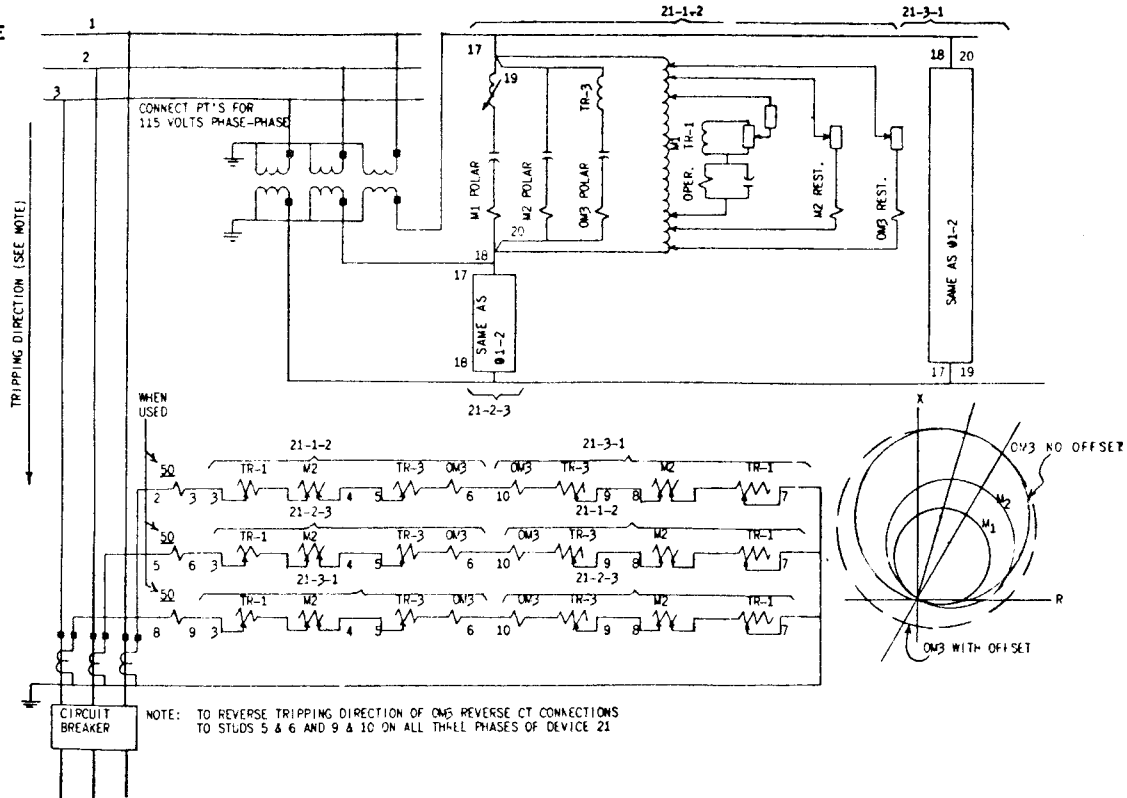 E
1
2
3
21-1-2
21-3-1
17
19
18 20
CONNECT PT'S FOR
115 VOLTS PHASE-PHASE
TRIPPING DIRECTION (SEE NOTE)
M1 POLAR
M2 POLAR
TR-3
OM3 POLAR
M1
TR-1
OPER.
M2 REST.
OM3 REST.
20
18
17
SAME AS
01-2
18
21-2-3
SAME AS 01-2
17 19
WHEN
USED
21-1-2
21-3-1
50 TR-1 M2 TR-3 OM3 OM3 TR-3 M2 TR-1
2 3 3 4 5 6 10 9 8 7
21-2-3
21-1-2
50 TR-1 M2 TR-3 OM3 OM3 TR-3 M2 TR-1
5 6 3 4 5 6 10 9 8 7
21-3-1
21-2-3
50 TR-1 M2 TR-3 OM3 OM3 TR-3 M2 TR-1
8 9 3 4 5 6 10 9 8 7
X
OM3 NO OFFSET
M2
M1
R
OM3 WITH OFFSET
CIRCUIT
BREAKER
NOTE: TO REVERSE TRIPPING DIRECTION OF OM3 REVERSE CT CONNECTIONS
TO STUDS 5 & 6 AND 9 & 10 ON ALL THREE PHASES OF DEVICE 21